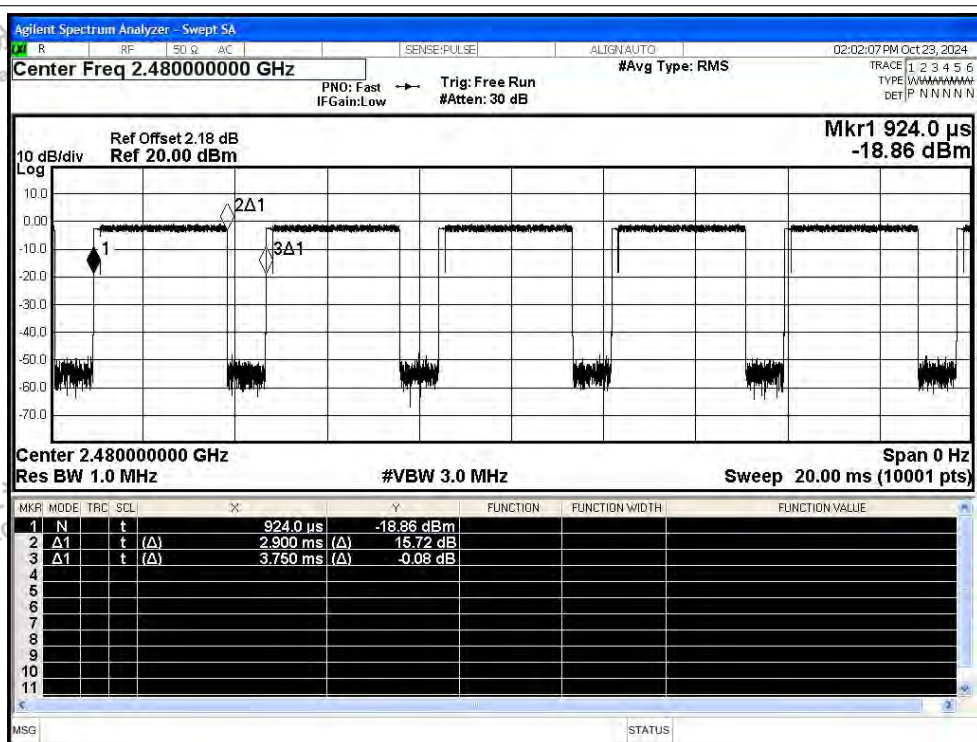 Agilent Spectrum Analyzer - Swept SA
LXI R RF 50 Ω AC SENSE:PULSE ALIGN AUTO 02:02:07 PM Oct 23, 2024
Center Freq 2.480000000 GHz #Avg Type: RMS TRACE 1 2 3 4 5 6
PNO: Fast Trig: Free Run TYPE WWWWWW
IFGain:Low #Atten: 30 dB DET P N N N N N
Mkr1 924.0 µs
-18.86 dBm
Ref Offset 2.18 dB
10 dB/div Ref 20.00 dBm
Log
10.0
2Δ1
0.00
1 3Δ1
-10.0
-20.0
-30.0
-40.0
-50.0
-60.0
-70.0
Center 2.480000000 GHz Span 0 Hz
Res BW 1.0 MHz #VBW 3.0 MHz Sweep 20.00 ms (10001 pts)
MKR MODE TRC SCL X Y FUNCTION FUNCTION WIDTH FUNCTION VALUE
1 N t 924.0 µs -18.86 dBm
2 Δ1 t (Δ) 2.900 ms (Δ) 15.72 dB
3 Δ1 t (Δ) 3.750 ms (Δ) -0.08 dB
4
5
6
7
8
9
10
11
MSG STATUS